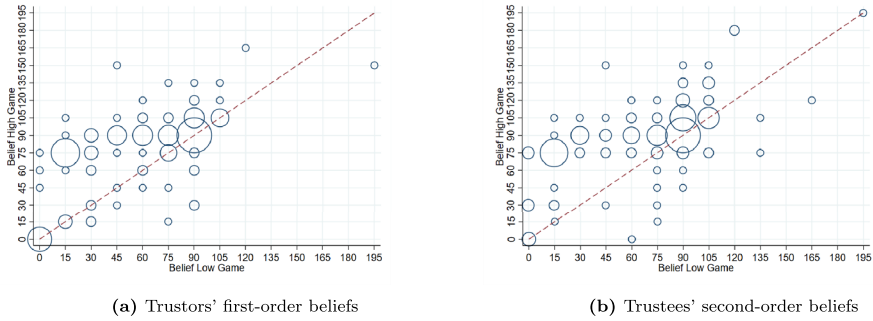 Belief High Game
0 15 30 45 60 75 90 105 120 135 150 165 180 195
0 15 30 45 60 75 90 105 120 135 150 165 180 195
Belief Low Game
(a) Trustors' first-order beliefs
Belief High Game
0 15 30 45 60 75 90 105 120 135 150 165 180 195
0 15 30 45 60 75 90 105 120 135 150 165 180 195
Belief Low Game
(b) Trustees' second-order beliefs